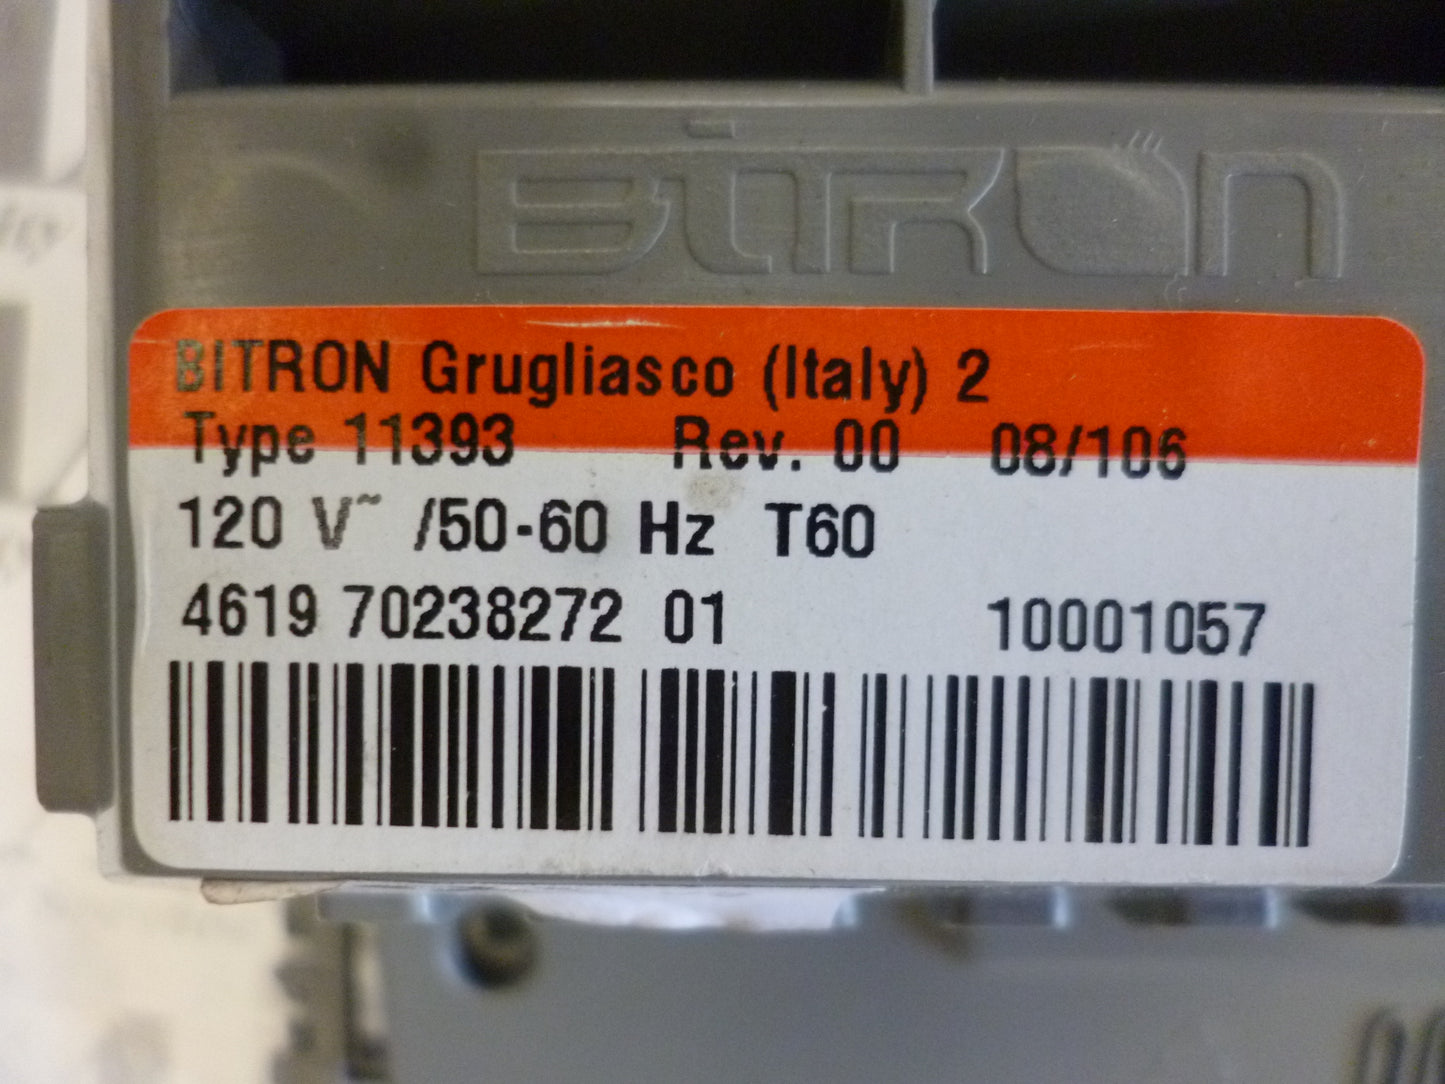 BITRON
BITRON Grugliasco (Italy) 2
Type 11393 Rev. 00 08/106
120 V~ /50-60 Hz T60
4619 70238272 01 10001057